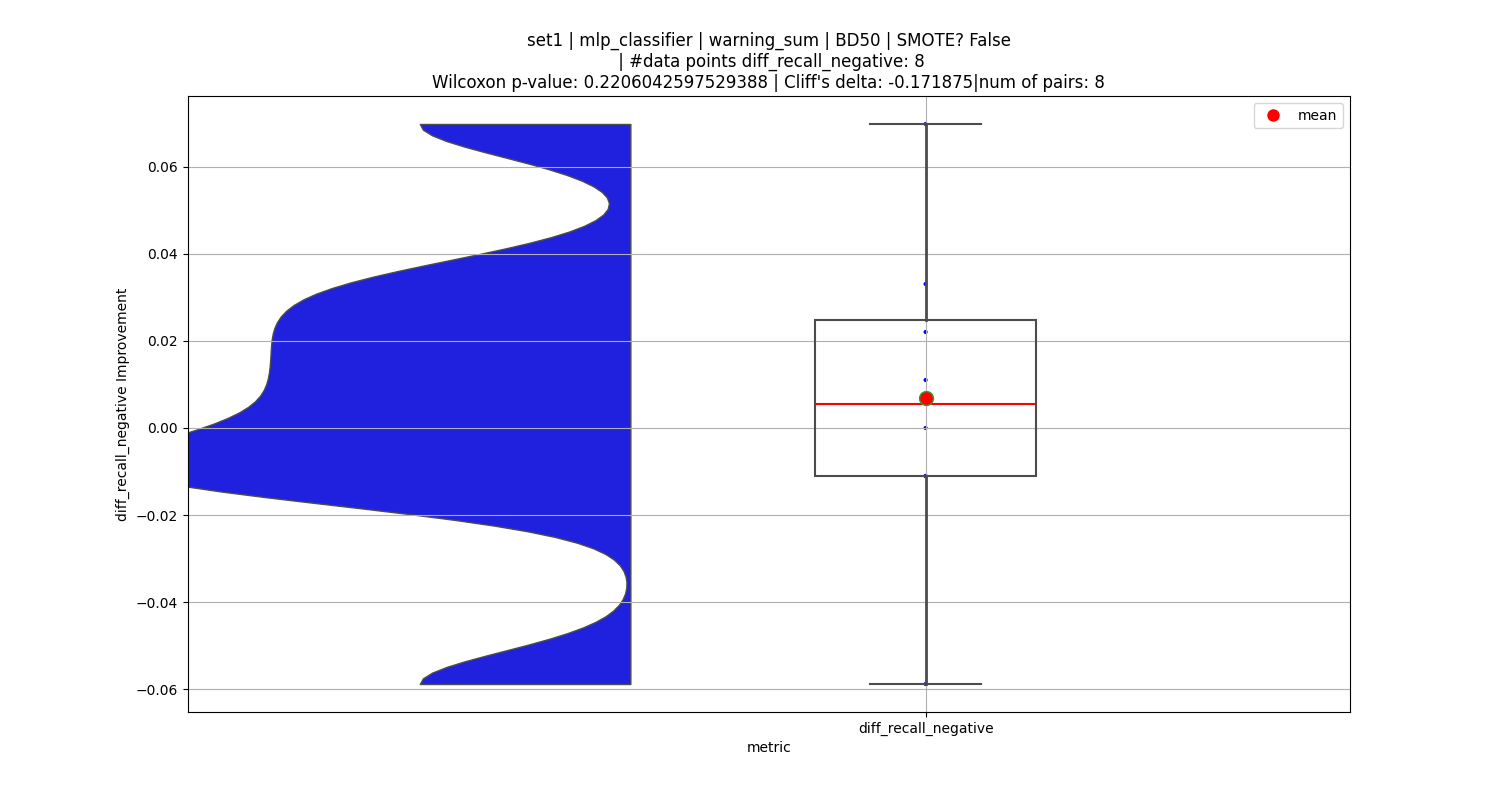 set1 | mlp_classifier | warning_sum | BD50 | SMOTE? False
| #data points diff_recall_negative: 8
Wilcoxon p-value: 0.2206042597529388 | Cliff's delta: -0.171875|num of pairs: 8
mean
0.06
0.04
0.02
0.00
−0.02
−0.04
−0.06
diff_recall_negative Improvement
diff_recall_negative
metric